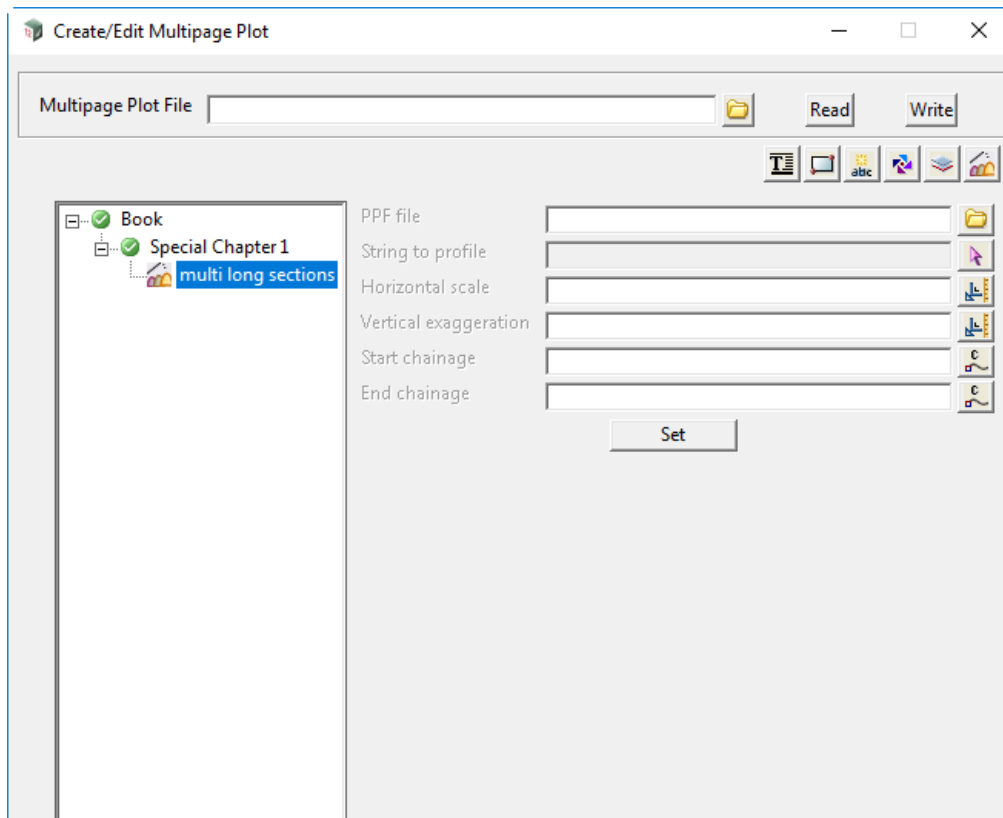 Create/Edit Multipage Plot
Multipage Plot File
Read
Write
T
abc
Book
Special Chapter 1
multi long sections
PPF file
String to profile
Horizontal scale
Vertical exaggeration
Start chainage
C
End chainage
C
Set